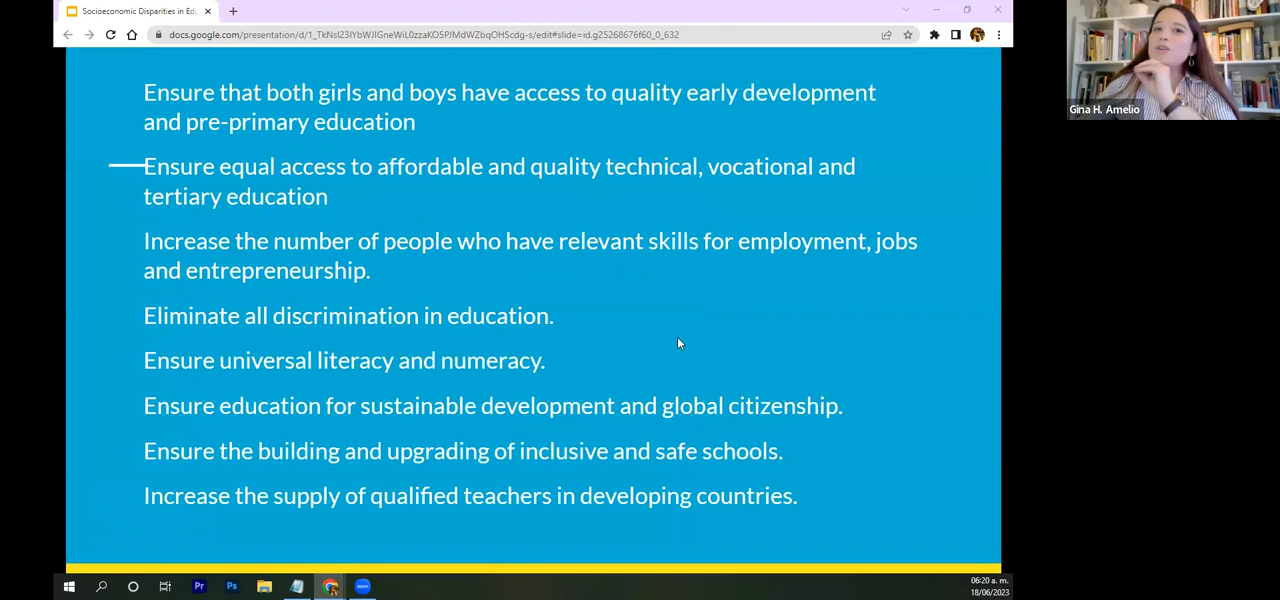 Socioeconomic Disparities in Edu
docs.google.com/presentation/d/1_TkNsI23IYbWJIGneWiL0zzaKO5PJMdWZbqOHScdg-s/edit#slide=id.g25268676f60_0_632
Ensure that both girls and boys have access to quality early development
and pre-primary education
Ensure equal access to affordable and quality technical, vocational and
tertiary education
Increase the number of people who have relevant skills for employment, jobs
and entrepreneurship.
Eliminate all discrimination in education.
Ensure universal literacy and numeracy.
Ensure education for sustainable development and global citizenship.
Ensure the building and upgrading of inclusive and safe schools.
Increase the supply of qualified teachers in developing countries.
Gina H. Amelio
Pr
Ps
zoom
06:20 a. m.
18/06/2023